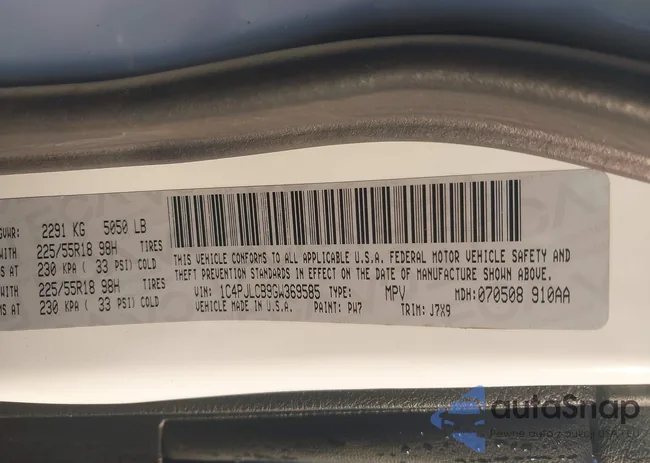 GVWR: 2291 KG 5050 LB
WITH 225/55R18 98H TIRES
MS AT 230 KPA ( 33 PSI) COLD
WITH 225/55R18 98H TIRES
MS AT 230 KPA ( 33 PSI) COLD
THIS VEHICLE CONFORMS TO ALL APPLICABLE U.S.A. FEDERAL MOTOR VEHICLE SAFETY AND
THEFT PREVENTION STANDARDS IN EFFECT ON THE DATE OF MANUFACTURE SHOWN ABOVE.
VIN: 1C4PJLCB9GW369585 TYPE: MPV MDH: 070508 910AA
VEHICLE MADE IN U.S.A. PAINT: PW7 TRIM: J7X9
autoSnap